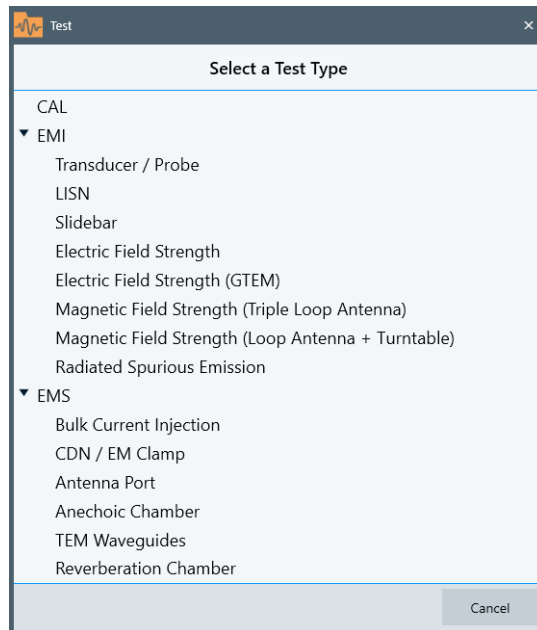 Test
Select a Test Type
CAL
EMI
Transducer / Probe
LISN
Slidebar
Electric Field Strength
Electric Field Strength (GTEM)
Magnetic Field Strength (Triple Loop Antenna)
Magnetic Field Strength (Loop Antenna + Turntable)
Radiated Spurious Emission
EMS
Bulk Current Injection
CDN / EM Clamp
Antenna Port
Anechoic Chamber
TEM Waveguides
Reverberation Chamber
Cancel